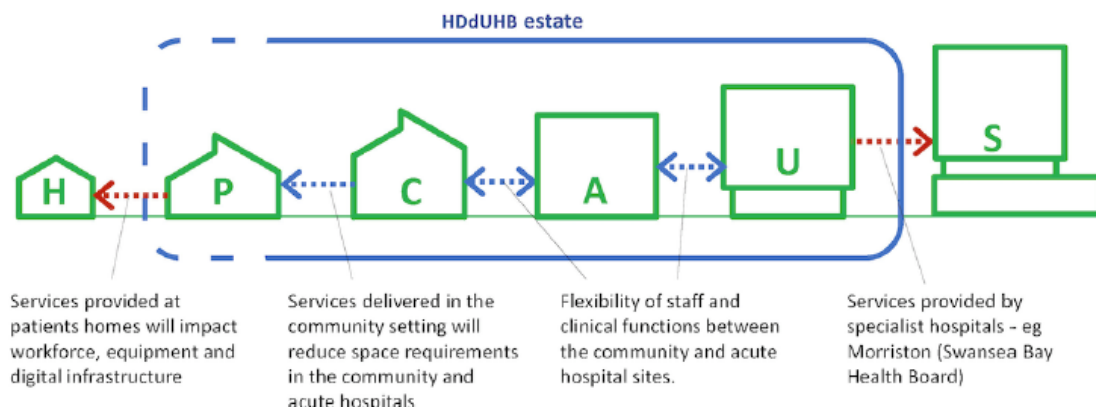 HDdUHB estate
H
P
C
A
U
S
Services provided at
patients homes will impact
workforce, equipment and
digital infrastructure
Services delivered in the
community setting will
reduce space requirements
in the community and
acute hospitals
Flexibility of staff and
clinical functions between
the community and acute
hospital sites.
Services provided by
specialist hospitals - eg
Morriston (Swansea Bay
Health Board)